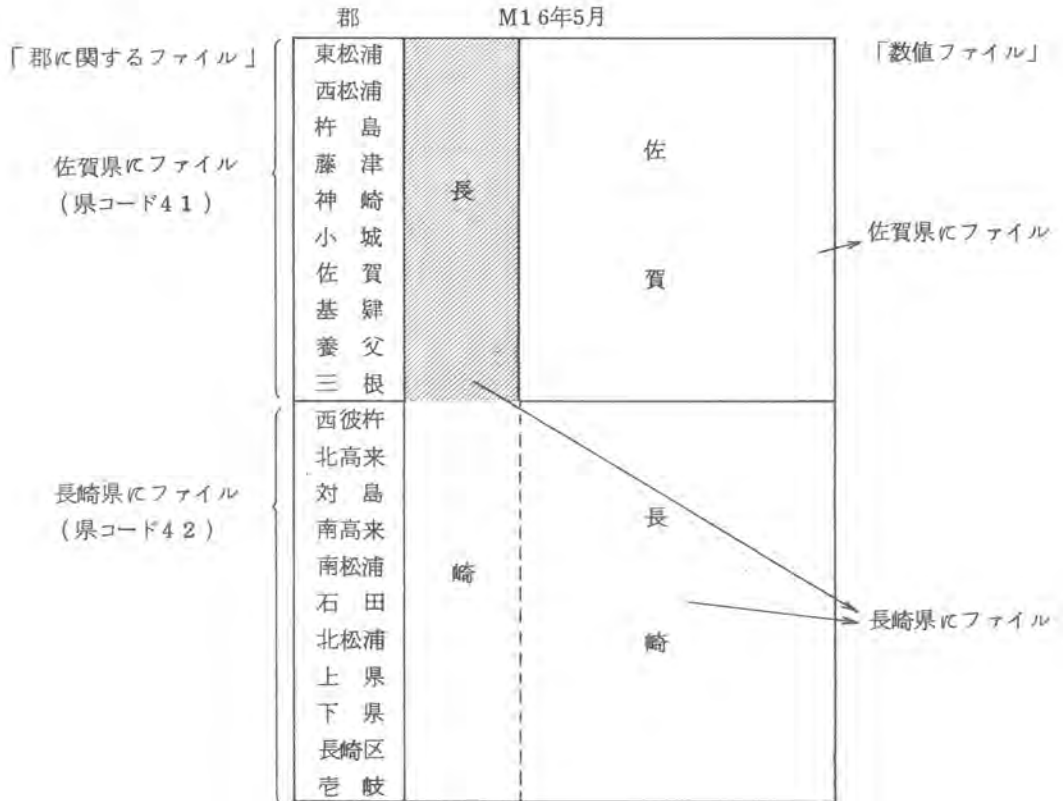 郡 M16年5月
「郡に関するファイル」
佐賀県にファイル
(県コード41)
長崎県にファイル
(県コード42)
東松浦
西松浦
杵島
藤津
神崎
小城
佐賀
基肄
養父
三根
西彼杵
北高来
対島
南高来
南松浦
石田
北松浦
上県
下県
長崎区
壱岐
長
崎
佐
賀
長
崎
「数値ファイル」
佐賀県にファイル
長崎県にファイル